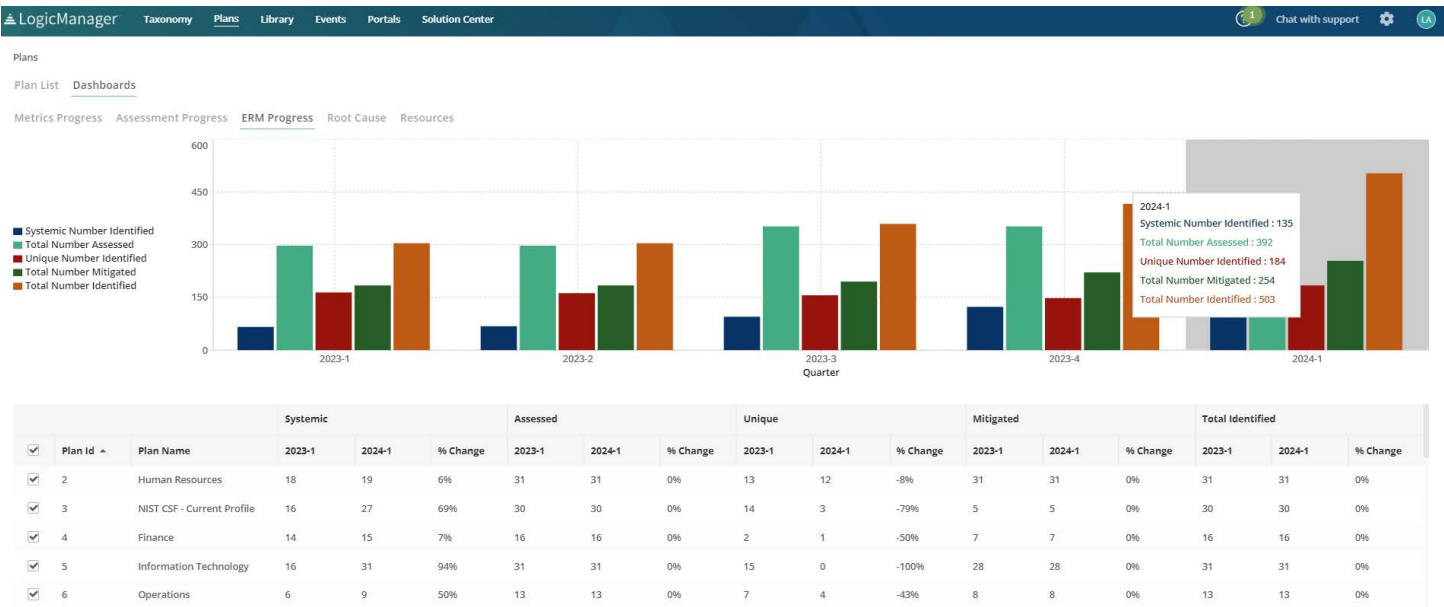 LogicManager Taxonomy Plans Library Events Portals Solution Center 1 Chat with support LA
Plans
Plan List Dashboards
Metrics Progress Assessment Progress ERM Progress Root Cause Resources
600
450
300
150
0
Systemic Number Identified
Total Number Assessed
Unique Number Identified
Total Number Mitigated
Total Number Identified
2024-1
Systemic Number Identified : 135
Total Number Assessed : 392
Unique Number Identified : 184
Total Number Mitigated : 254
Total Number Identified : 503
2023-1 2023-2 2023-3 2023-4 2024-1
Quarter
Systemic Assessed Unique Mitigated Total Identified
Plan Id Plan Name 2023-1 2024-1 % Change 2023-1 2024-1 % Change 2023-1 2024-1 % Change 2023-1 2024-1 % Change 2023-1 2024-1 % Change
2 Human Resources 18 19 6% 31 31 0% 13 12 -8% 31 31 0% 31 31 0%
3 NIST CSF - Current Profile 16 27 69% 30 30 0% 14 3 -79% 5 5 0% 30 30 0%
4 Finance 14 15 7% 16 16 0% 2 1 -50% 7 7 0% 16 16 0%
5 Information Technology 16 31 94% 31 31 0% 15 0 -100% 28 28 0% 31 31 0%
6 Operations 6 9 50% 13 13 0% 7 4 -43% 8 8 0% 13 13 0%